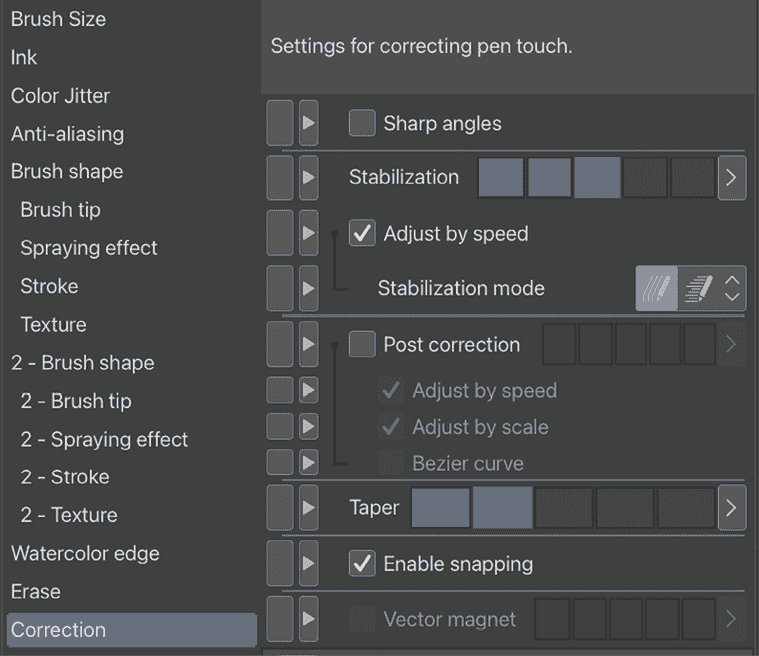 Brush Size
Ink
Color Jitter
Anti-aliasing
Brush shape
Brush tip
Spraying effect
Stroke
Texture
2 - Brush shape
2 - Brush tip
2 - Spraying effect
2 - Stroke
2 - Texture
Watercolor edge
Erase
Correction
Settings for correcting pen touch.
Sharp angles
Stabilization
Adjust by speed
Stabilization mode
Post correction
Adjust by speed
Adjust by scale
Bezier curve
Taper
Enable snapping
Vector magnet